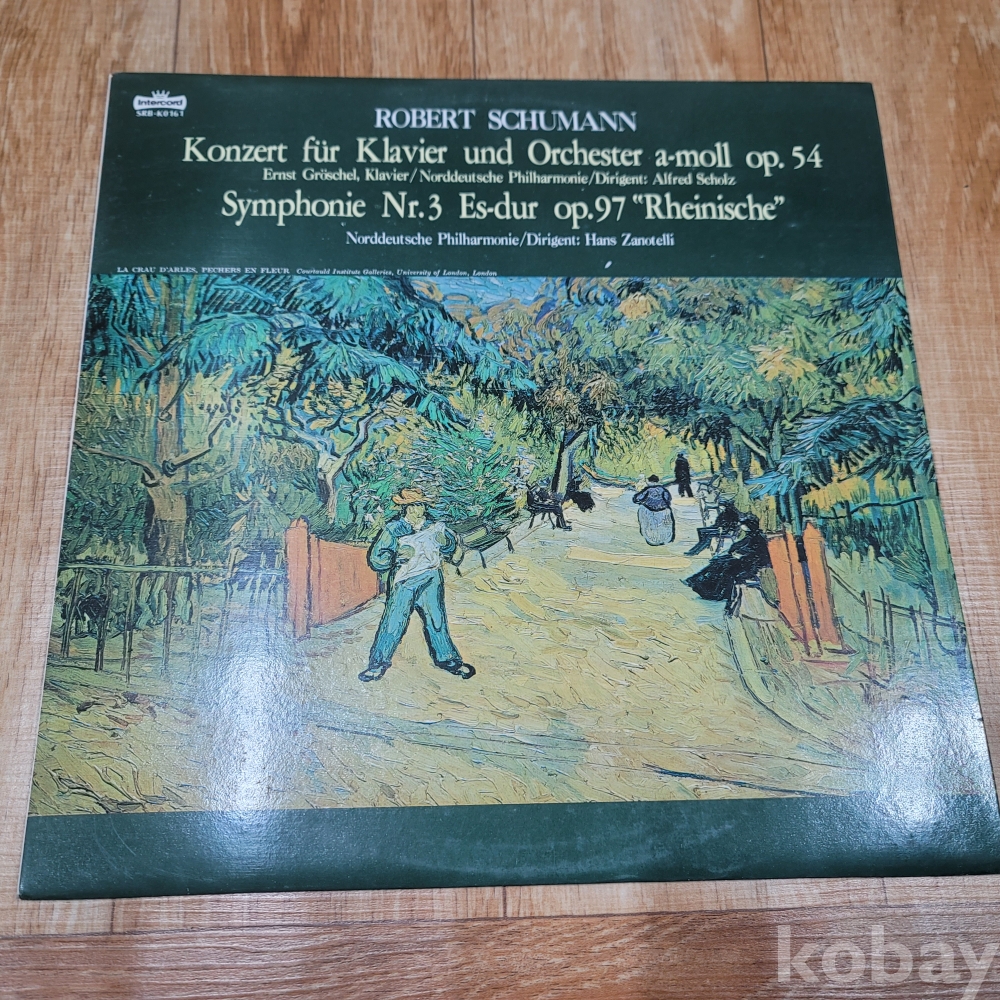 Intercord
SRB-K0161
ROBERT SCHUMANN
Konzert für Klavier und Orchester a-moll op. 54
Ernst Gröschel, Klavier/Norddeutsche Philharmonie/Dirigent: Alfred Scholz
Symphonie Nr. 3 Es-dur op. 97 "Rheinische"
Norddeutsche Philharmonie/Dirigent: Hans Zanotelli
LA CRAU D'ARLES, PECHERS EN FLEUR Courtauld Institute Galleries, University of London, London
kobay